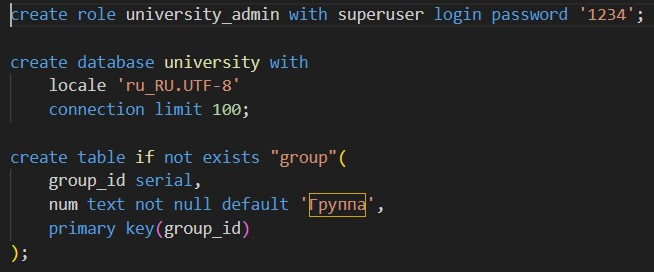 create role university_admin with superuser login password '1234';
create database university with
locale 'ru_RU.UTF-8'
connection limit 100;
create table if not exists "group"(
group_id serial,
num text not null default 'Группа',
primary key(group_id)
);